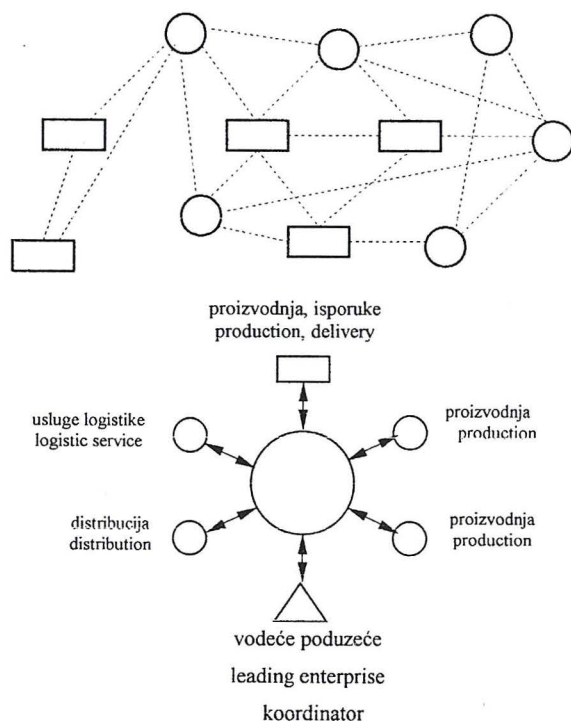 proizvodnja, isporuke
production, delivery
usluge logistike
logistic service
proizvodnja
production
distribucija
distribution
proizvodnja
production
vodeće poduzeće
leading enterprise
koordinator